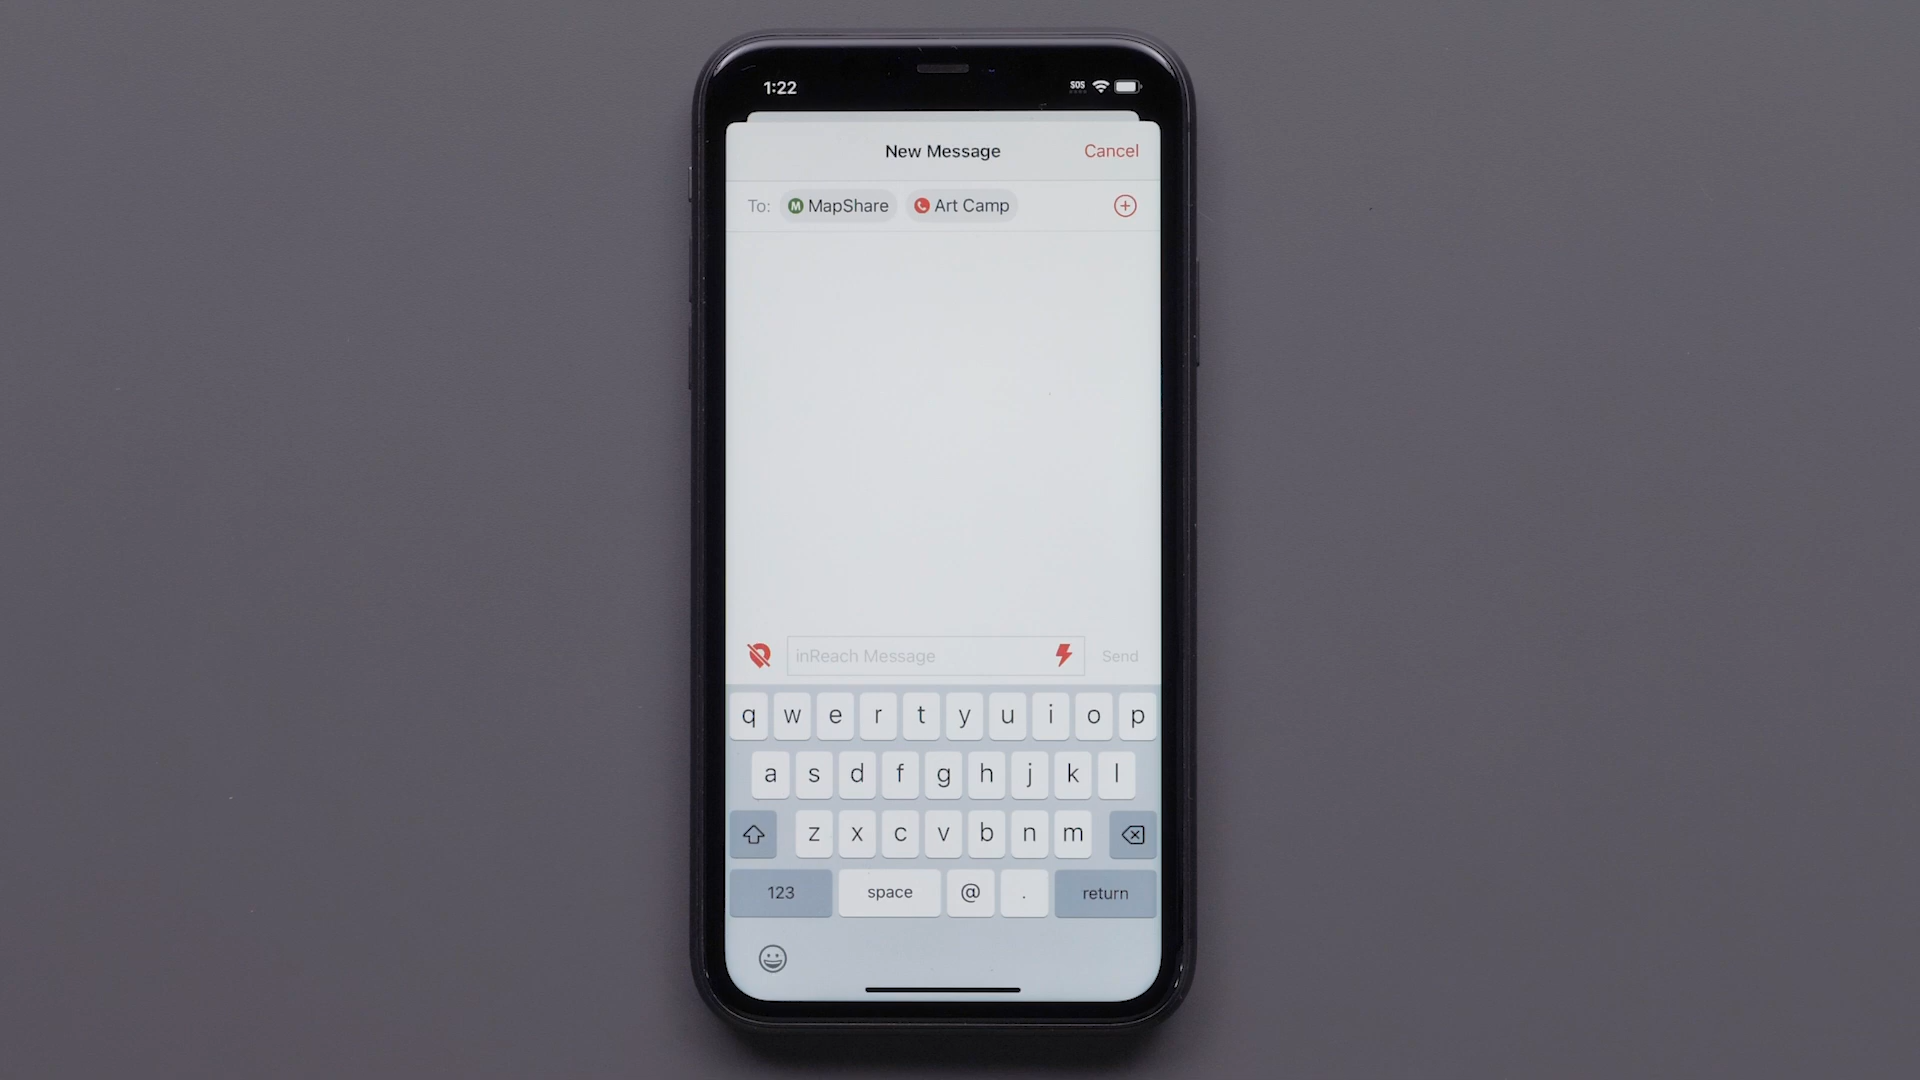 1:22 SOS
New Message Cancel
To: M MapShare Art Camp
inReach Message Send
q w e r t y u i o p
a s d f g h j k l
z x c v b n m
123 space @ . return